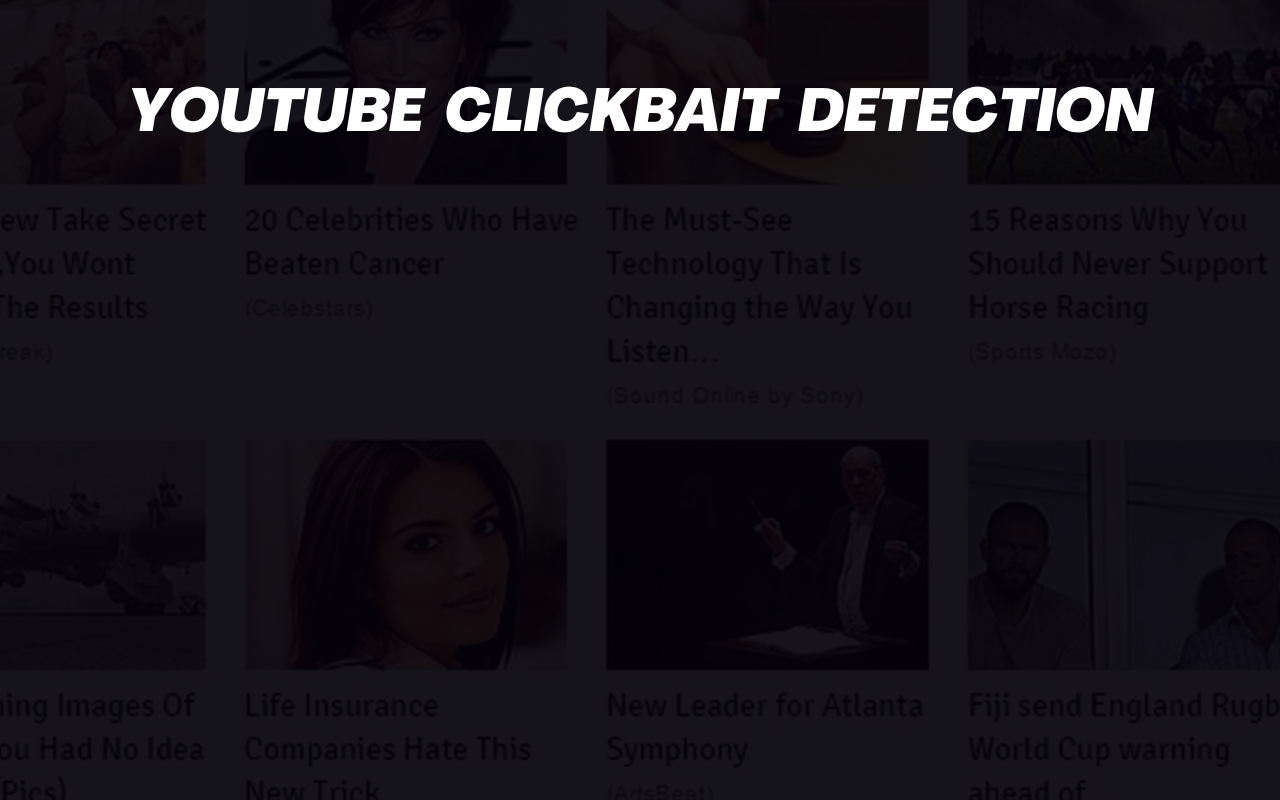 YOUTUBE CLICKBAIT DETECTION
ew Take Secret
,You Wont
The Results
reak)
20 Celebrities Who Have
Beaten Cancer
(Celebstars)
The Must-See
Technology That Is
Changing the Way You
Listen...
(Sound Online by Sony)
15 Reasons Why You
Should Never Support
Horse Racing
(Sports Mozo)
ning Images Of
ou Had No Idea
(Pics)
Life Insurance
Companies Hate This
New Trick
New Leader for Atlanta
Symphony
(ArtsBeat)
Fiji send England Rugb
World Cup warning
ahead of